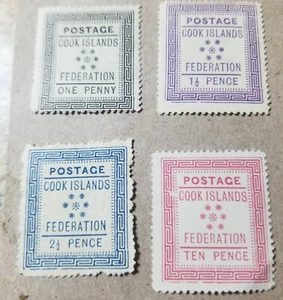 POSTAGE
COOK ISLANDS
FEDERATION
ONE PENNY
POSTAGE
COOK ISLANDS
FEDERATION
1½ PENCE
POSTAGE
COOK ISLANDS
FEDERATION
2½ PENCE
POSTAGE
COOK ISLANDS
FEDERATION
TEN PENCE